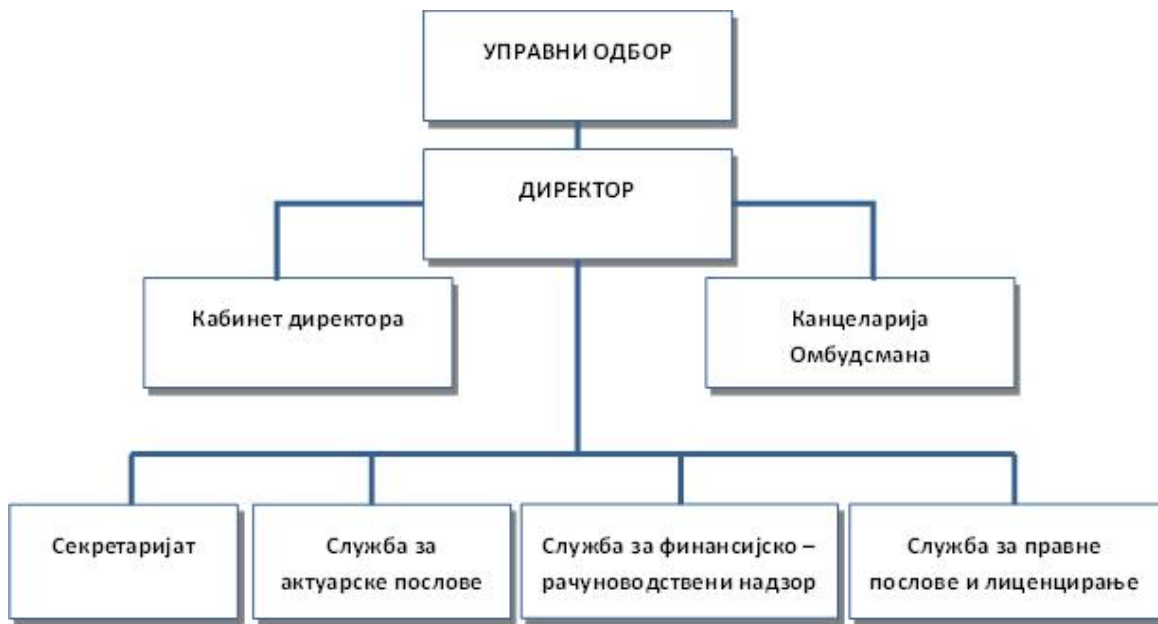 УПРАВНИ ОДБОР
ДИРЕКТОР
Кабинет директора
Канцеларија
Омбудсмана
Секретаријат
Служба за
актуарске послове
Служба за финансијско –
рачуноводствени надзор
Служба за правне
послове и лиценцирање